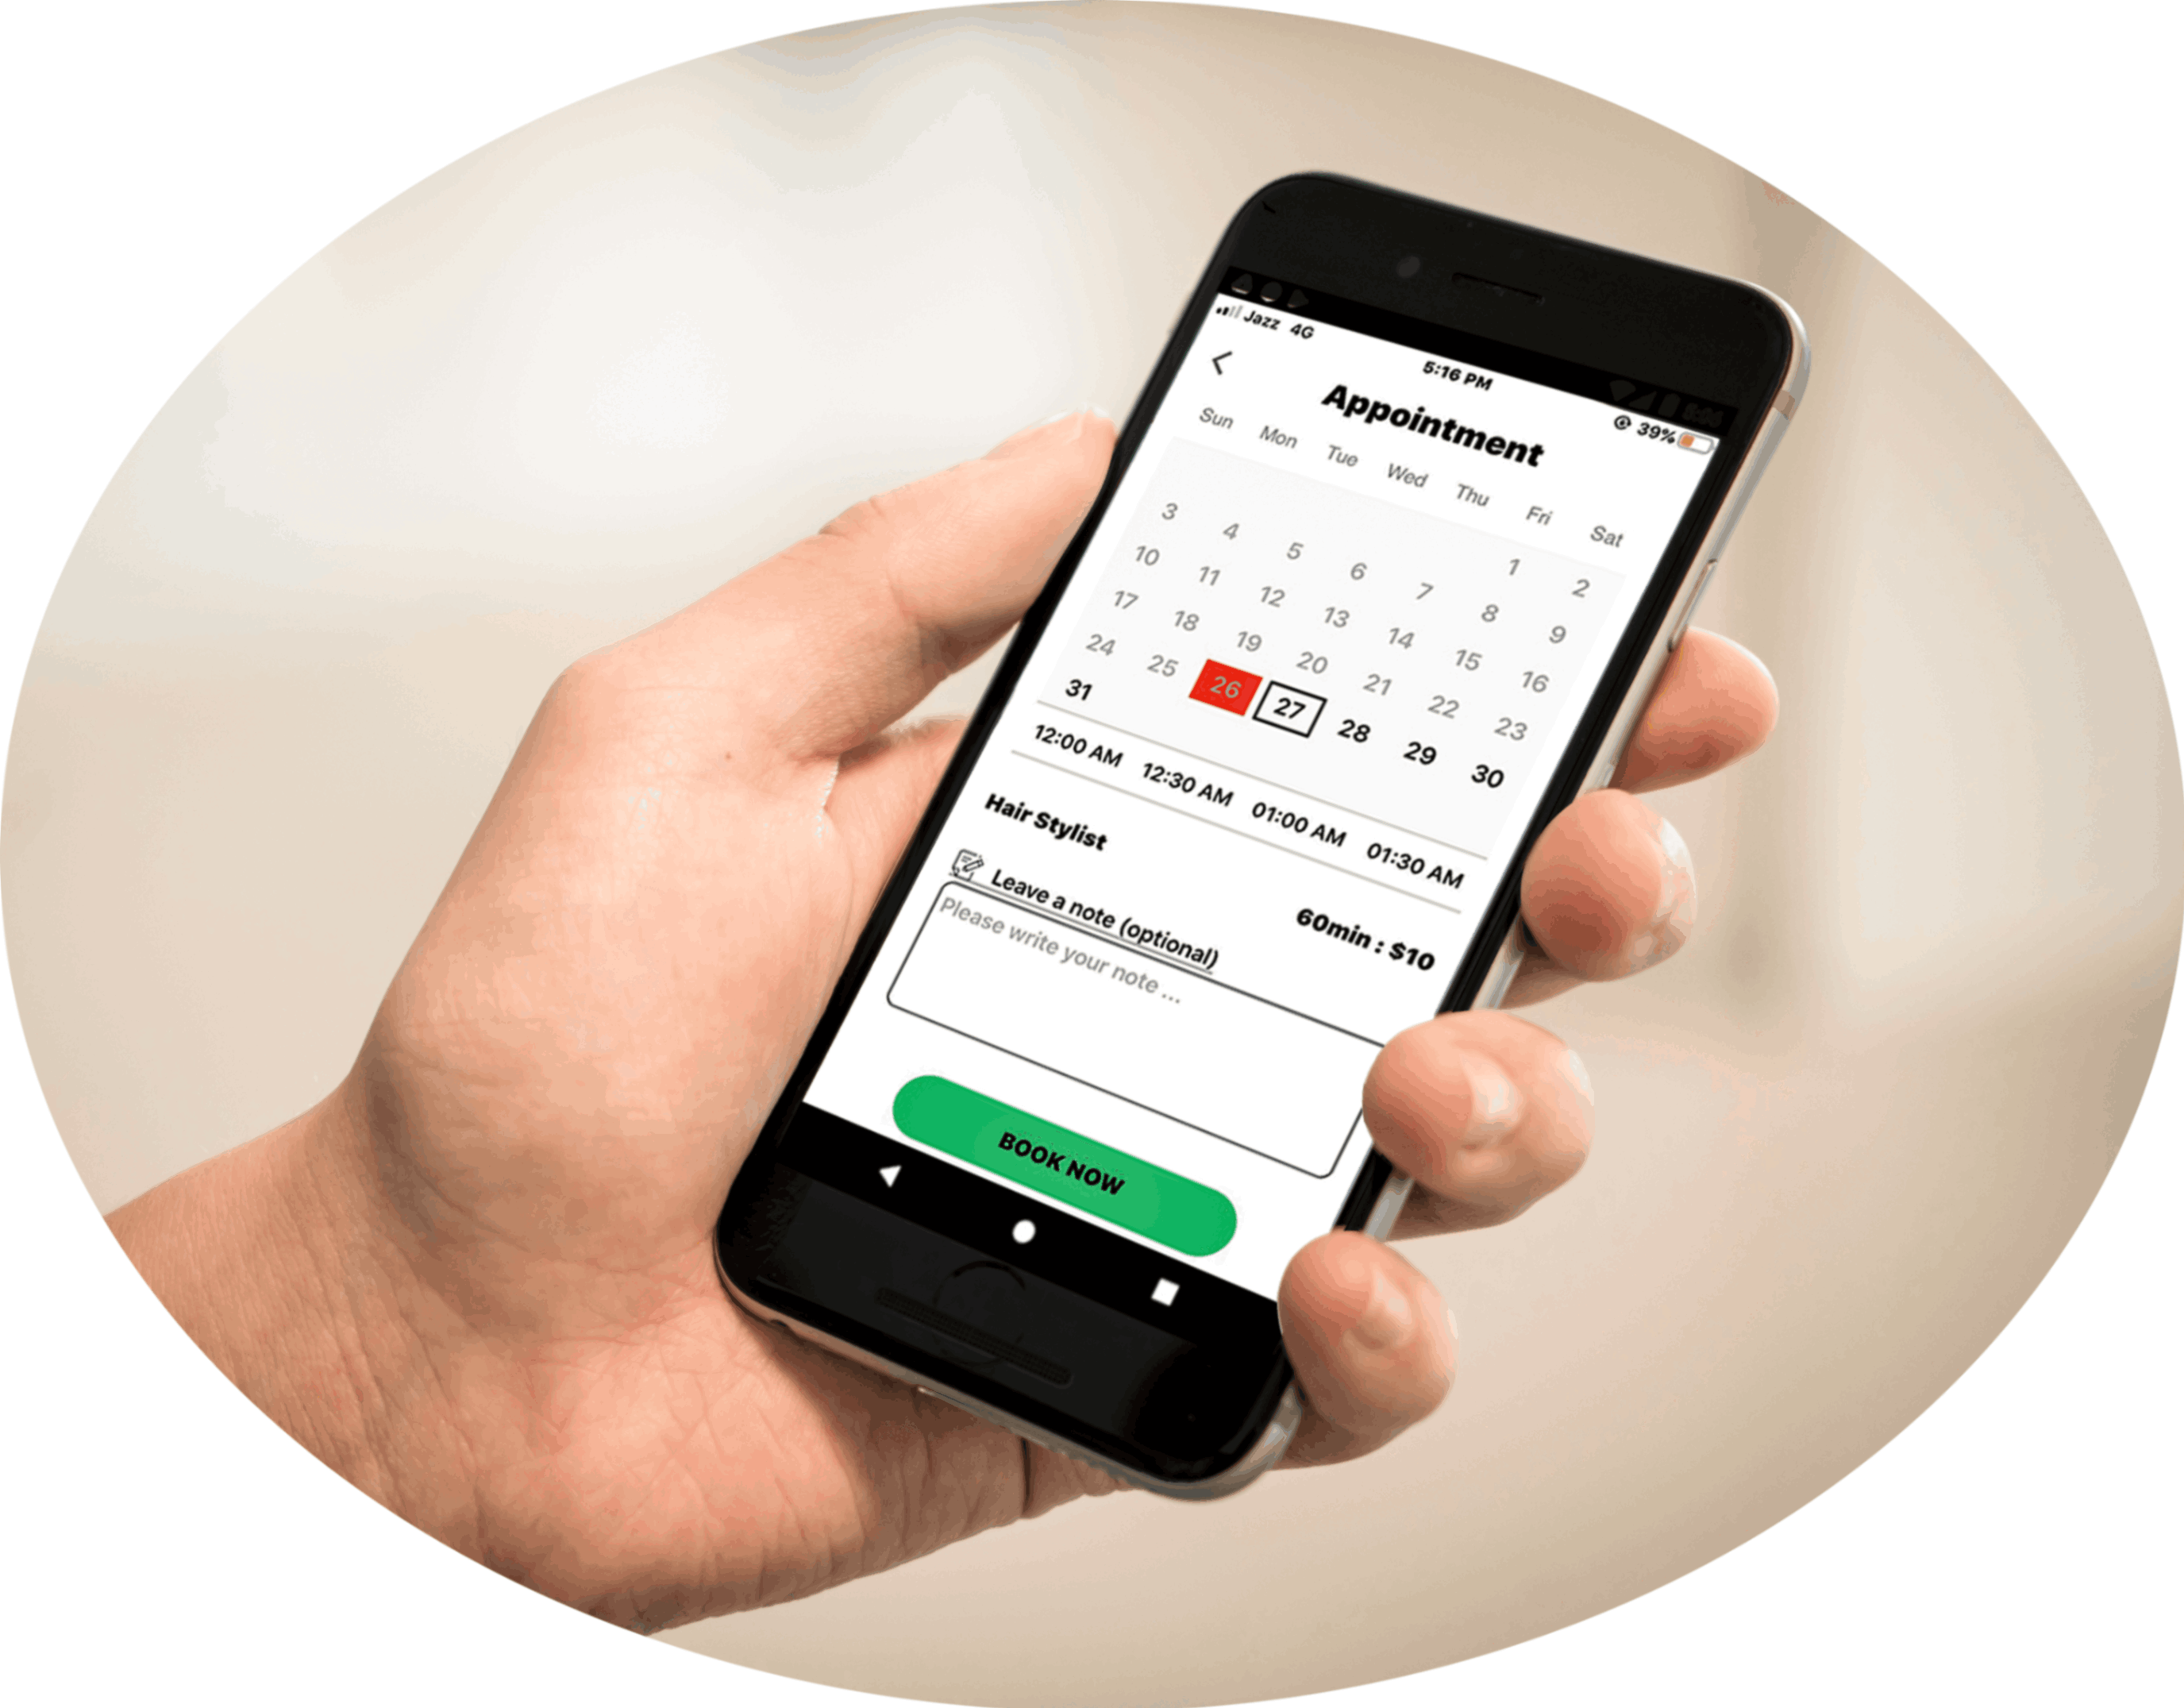 Jazz 4G 5:16 PM 39%
Appointment
Sun Mon Tue Wed Thu Fri Sat
1 2
3 4 5 6 7 8 9
10 11 12 13 14 15 16
17 18 19 20 21 22 23
24 25 26 27 28 29 30
31
12:00 AM 12:30 AM 01:00 AM 01:30 AM
Hair Stylist 60min : $10
Leave a note (optional)
Please write your note ...
BOOK NOW